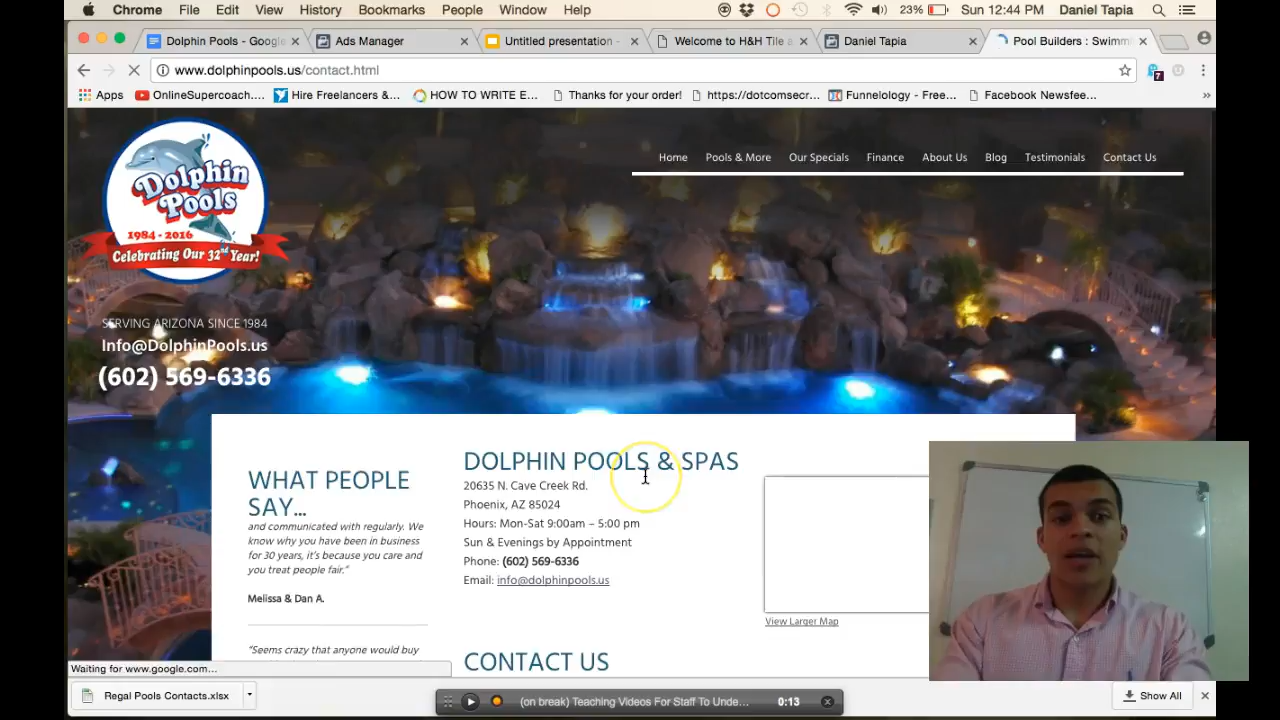 Chrome File Edit View History Bookmarks People Window Help 23% Sun 12:44 PM Daniel Tapia
Dolphin Pools - Google Ads Manager Untitled presentation - Welcome to H&H Tile a Daniel Tapia Pool Builders : Swimmi
www.dolphinpools.us/contact.html 7
Apps OnlineSupercoach.... Hire Freelancers &... HOW TO WRITE E... Thanks for your order! https://dotcomsecr... Funnelology - Free... Facebook Newsfee... »
Dolphin
Pools
1984 - 2016
Celebrating Our 32nd Year!
Home Pools & More Our Specials Finance About Us Blog Testimonials Contact Us
SERVING ARIZONA SINCE 1984
Info@DolphinPools.us
(602) 569-6336
WHAT PEOPLE
SAY...
and communicated with regularly. We
know why you have been in business
for 30 years, it's because you care and
you treat people fair."
Melissa & Dan A.
"Seems crazy that anyone would buy
DOLPHIN POOLS & SPAS
20635 N. Cave Creek Rd.
Phoenix, AZ 85024
Hours: Mon-Sat 9:00am – 5:00 pm
Sun & Evenings by Appointment
Phone: (602) 569-6336
Email: info@dolphinpools.us
View Larger Map
CONTACT US
Waiting for www.google.com...
Regal Pools Contacts.xlsx
(on break) Teaching Videos For Staff To Unde... 0:13
Show All